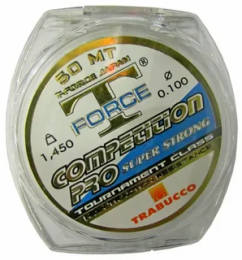 50 MT
T-FORCE JAPAN
T®
FORCE
Ø
0.100
1,450
COMPETITION
PRO SUPER STRONG
TOURNAMENT CLASS
TRABUCCO